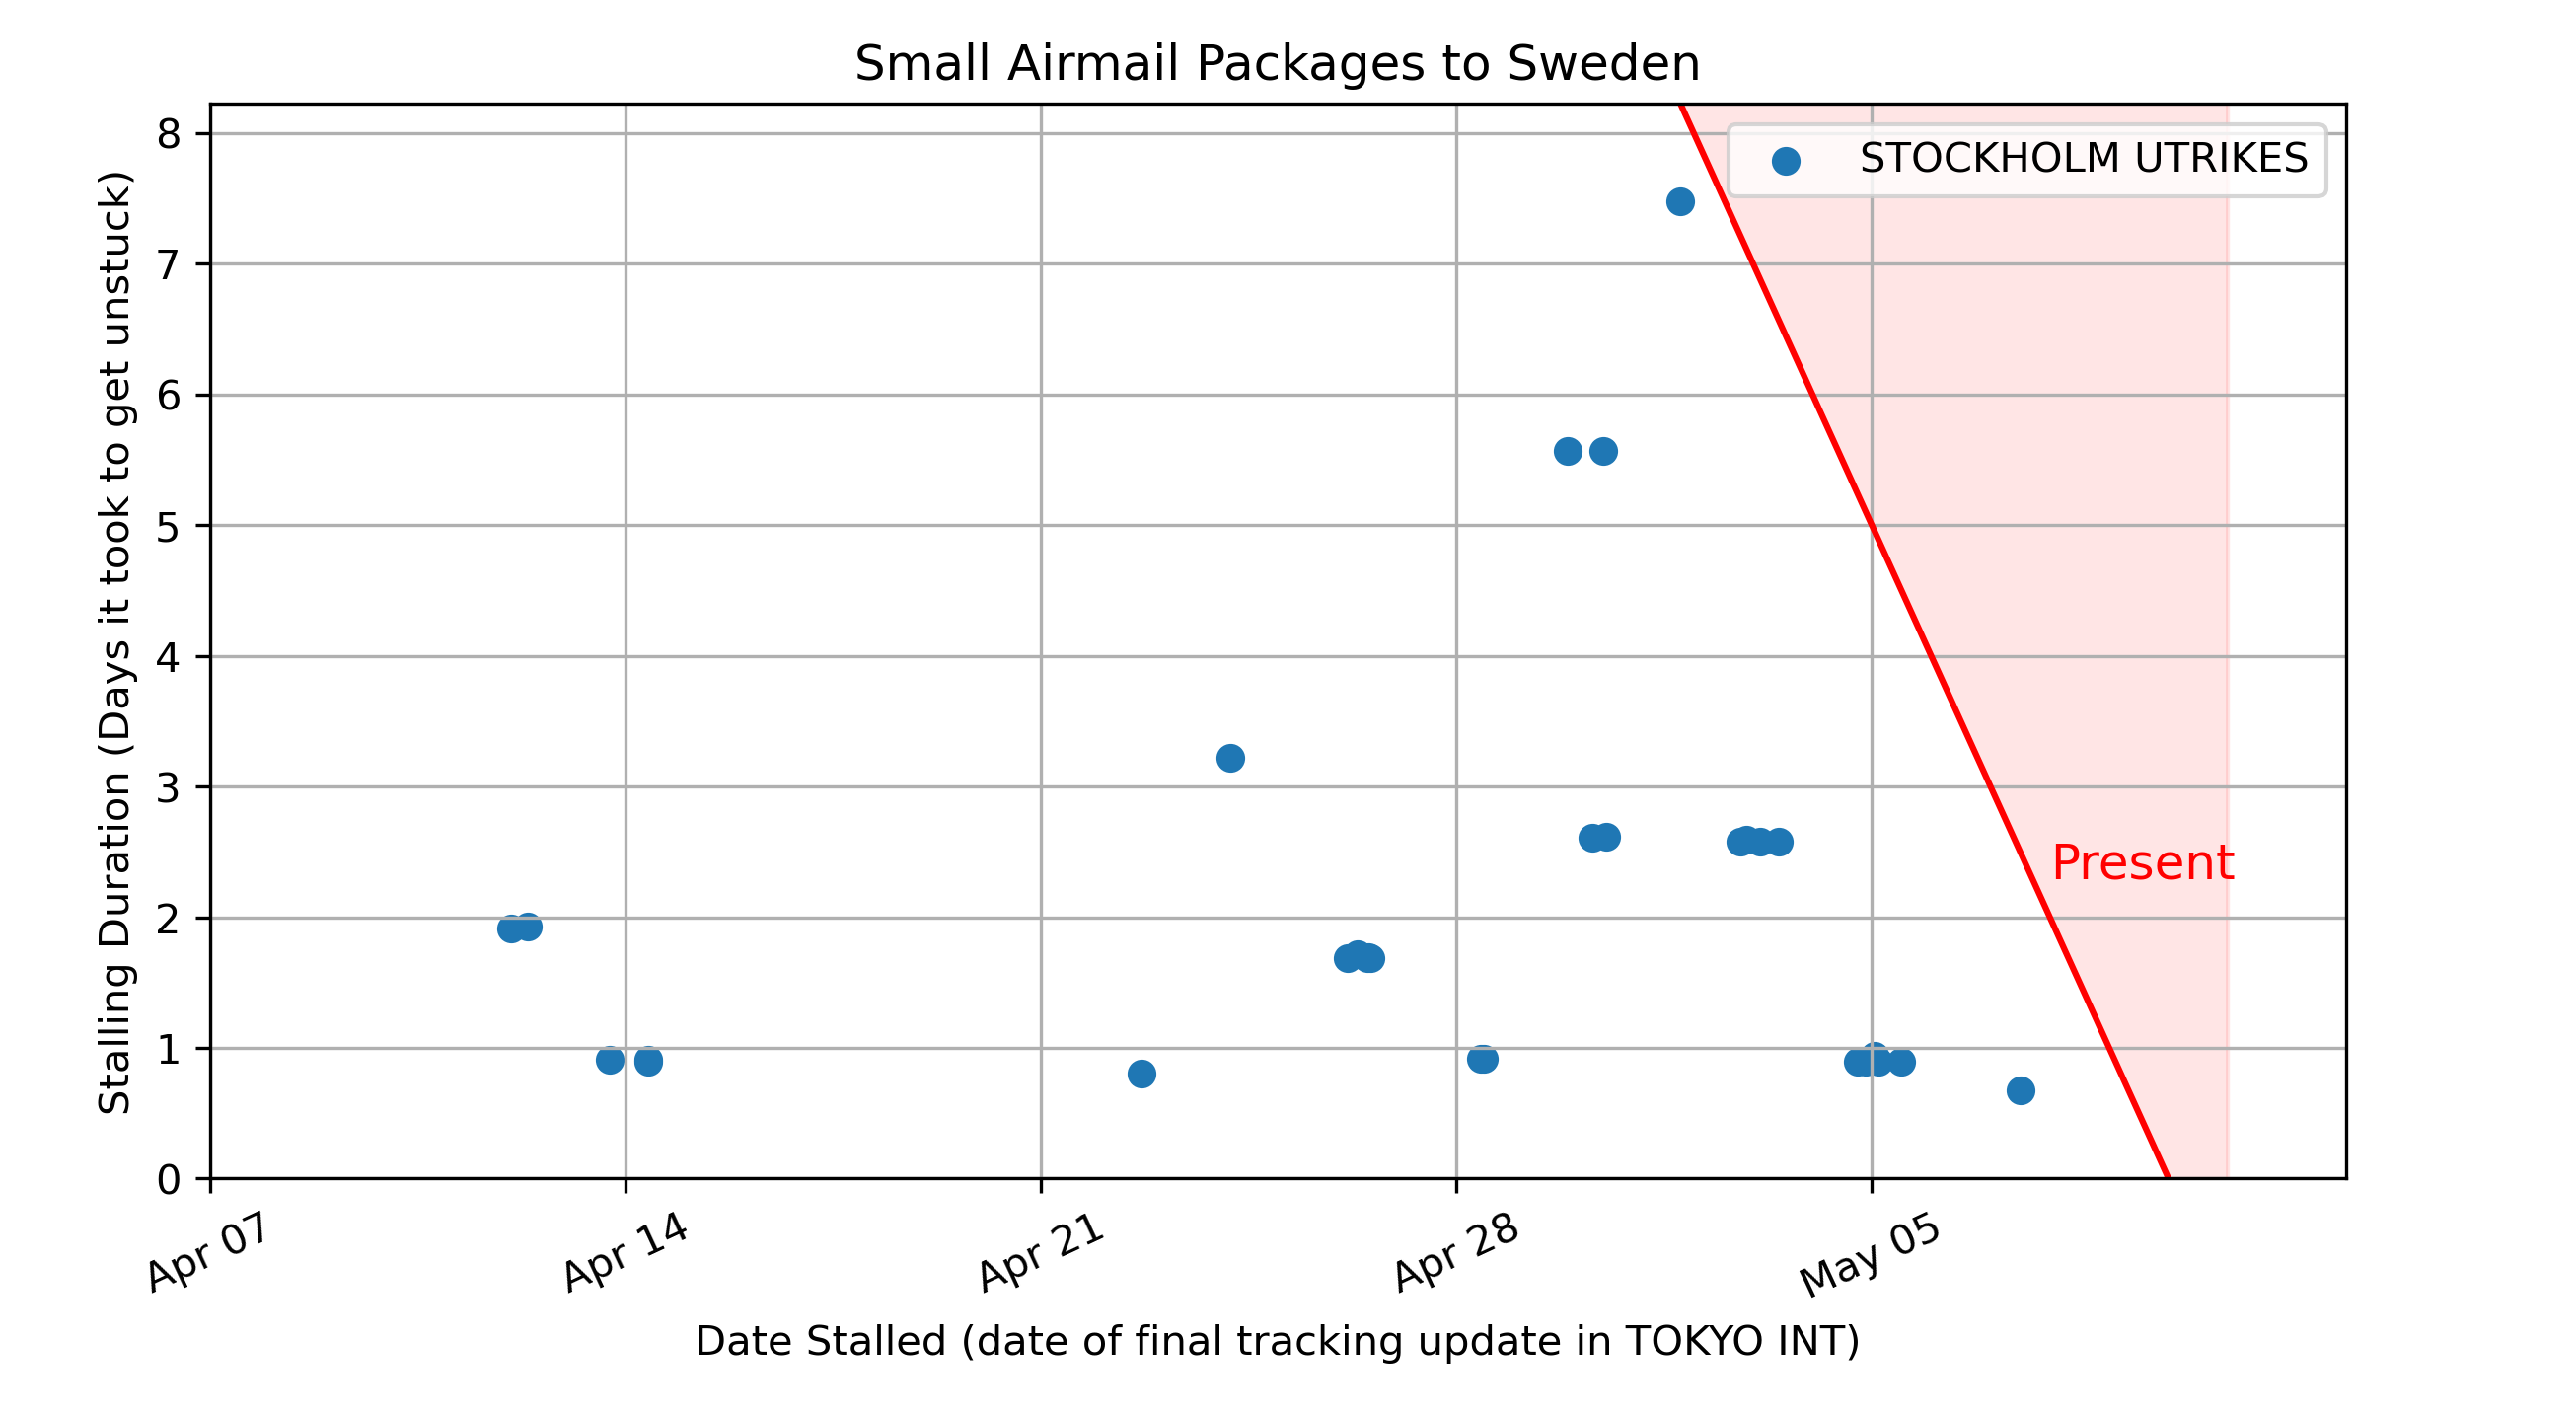 Small Airmail Packages to Sweden
STOCKHOLM UTRIKES
Stalling Duration (Days it took to get unstuck)
8
7
6
5
4
3
2
1
0
Present
Apr 07
Apr 14
Apr 21
Apr 28
May 05
Date Stalled (date of final tracking update in TOKYO INT)